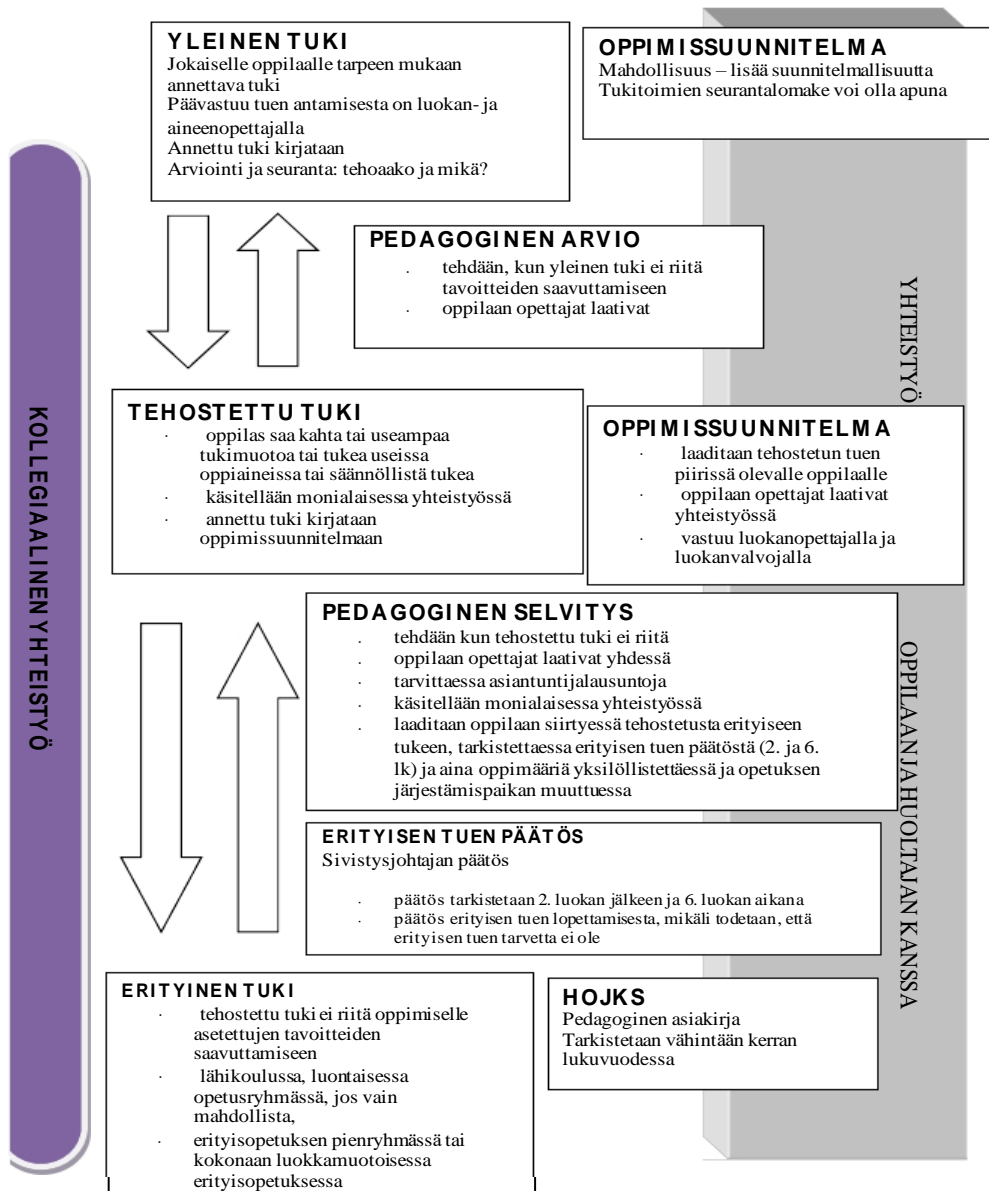 YLEINEN TUKI
Jokaiselle oppilaalle tarpeen mukaan
annettava tuki
Päävastuu tuen antamisesta on luokan- ja
aineenopettajalla
Annettu tuki kirjataan
Arviointi ja seuranta: tehoaako ja mikä?
OPPIMISSUUNNITELMA
Mahdollisuus – lisää suunnitelmallisuutta
Tukitoimien seurantalomake voi olla apuna
PEDAGOGINEN ARVIO
· tehdään, kun yleinen tuki ei riitä
tavoitteiden saavuttamiseen
· oppilaan opettajat laativat
TEHOSTETTU TUKI
· oppilas saa kahta tai useampaa
tukimuotoa tai tukea useissa
oppiaineissa tai säännöllistä tukea
· käsitellään monialaisessa yhteistyössä
· annettu tuki kirjataan
oppimissuunnitelmaan
OPPIMISSUUNNITELMA
· laaditaan tehostetun tuen
piirissä olevalle oppilaalle
· oppilaan opettajat laativat
yhteistyössä
· vastuu luokanopettajalla ja
luokanvalvojalla
PEDAGOGINEN SELVITYS
· tehdään kun tehostettu tuki ei riitä
· oppilaan opettajat laativat yhdessä
· tarvittaessa asiantuntijalausuntoja
· käsitellään monialaisessa yhteistyössä
· laaditaan oppilaan siirtyessä tehostetusta erityiseen
tukeen, tarkistettaessa erityisen tuen päätöstä (2. ja 6.
lk) ja aina oppimääriä yksilöllistettäessä ja opetuksen
järjestämispaikan muuttuessa
ERITYISEN TUEN PÄÄTÖS
Sivistysjohtajan päätös
· päätös tarkistetaan 2. luokan jälkeen ja 6. luokan aikana
· päätös erityisen tuen lopettamisesta, mikäli todetaan, että
erityisen tuen tarvetta ei ole
ERITYINEN TUKI
· tehostettu tuki ei riitä oppimiselle
asetettujen tavoitteiden
saavuttamiseen
· lähikoulussa, luontaisessa
opetusryhmässä, jos vain
mahdollista,
· erityisopetuksen pienryhmässä tai
kokonaan luokkamuotoisessa
erityisopetuksessa
HOJKS
Pedagoginen asiakirja
Tarkistetaan vähintään kerran
lukuvuodessa
KOLLEGIAALINEN YHTEISTYÖ
YHTEISTYÖ
OPPILAAN JA HUOLTAJAN KANSSA